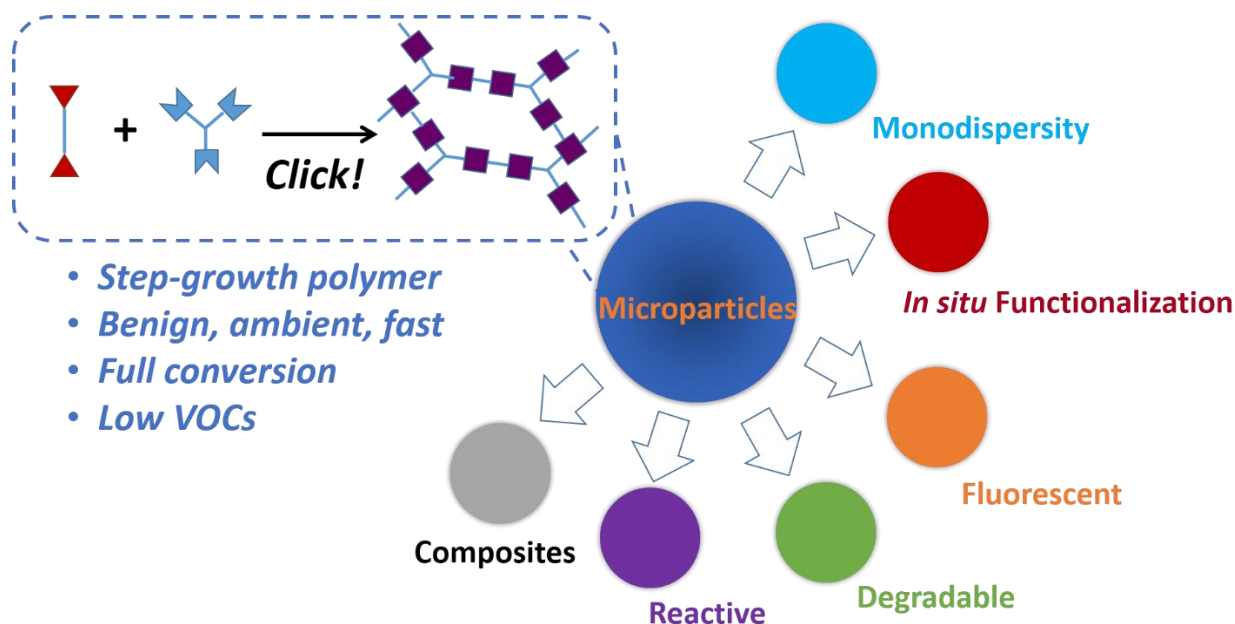 +
Click!
• Step-growth polymer
• Benign, ambient, fast
• Full conversion
• Low VOCs
Microparticles
Monodispersity
In situ Functionalization
Fluorescent
Degradable
Reactive
Composites